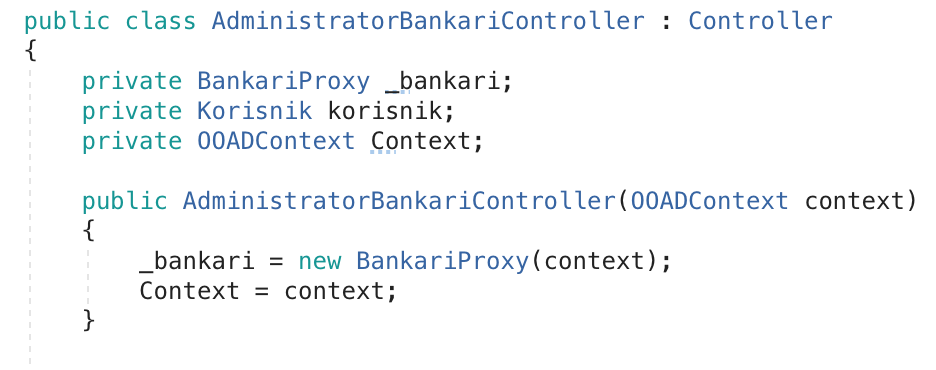 public class AdministratorBankariController : Controller
{
    private BankariProxy _bankari;
    private Korisnik korisnik;
    private OOADContext Context;

    public AdministratorBankariController(OOADContext context)
    {
        _bankari = new BankariProxy(context);
        Context = context;
    }